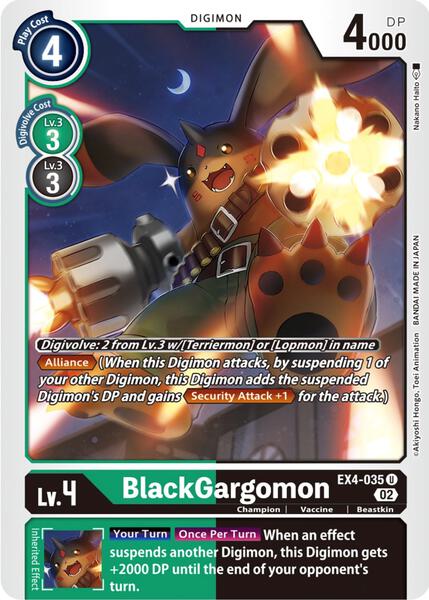 Play Cost
4
DIGIMON
DP
4000
Digivolve Cost
Lv.3
3
Lv.3
3
Nakano Haito
©Akiyoshi Hongo, Toei Animation BANDAI MADE IN JAPAN
Digivolve: 2 from Lv.3 w/[Terriermon] or [Lopmon] in name
Alliance (When this Digimon attacks, by suspending 1 of
your other Digimon, this Digimon adds the suspended
Digimon's DP and gains Security Attack +1 for the attack.)
Lv.4
BlackGargomon
EX4-035 U
02
Champion | Vaccine | Beastkin
Inherited Effect
Your Turn Once Per Turn When an effect
suspends another Digimon, this Digimon gets
+2000 DP until the end of your opponent's
turn.